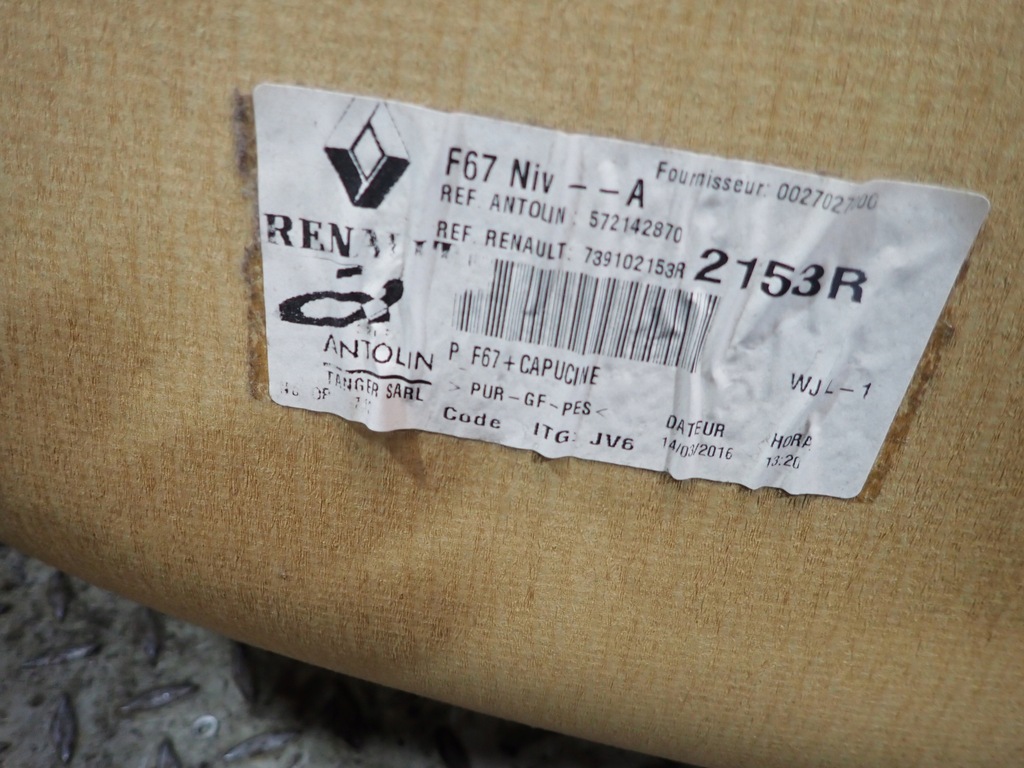 RENAULT
ANTOLIN
TANGER SARL
F67 Niv --A
Fournisseur:
REF. ANTOLIN: 572142870
REF. RENAULT: 739102153R 2153R
P_F67+CAPUCINE
>PUR-GF-PES<
WJL-1
Code ITG: JV6
DATEUR
14/03/2016
HORA
13:20